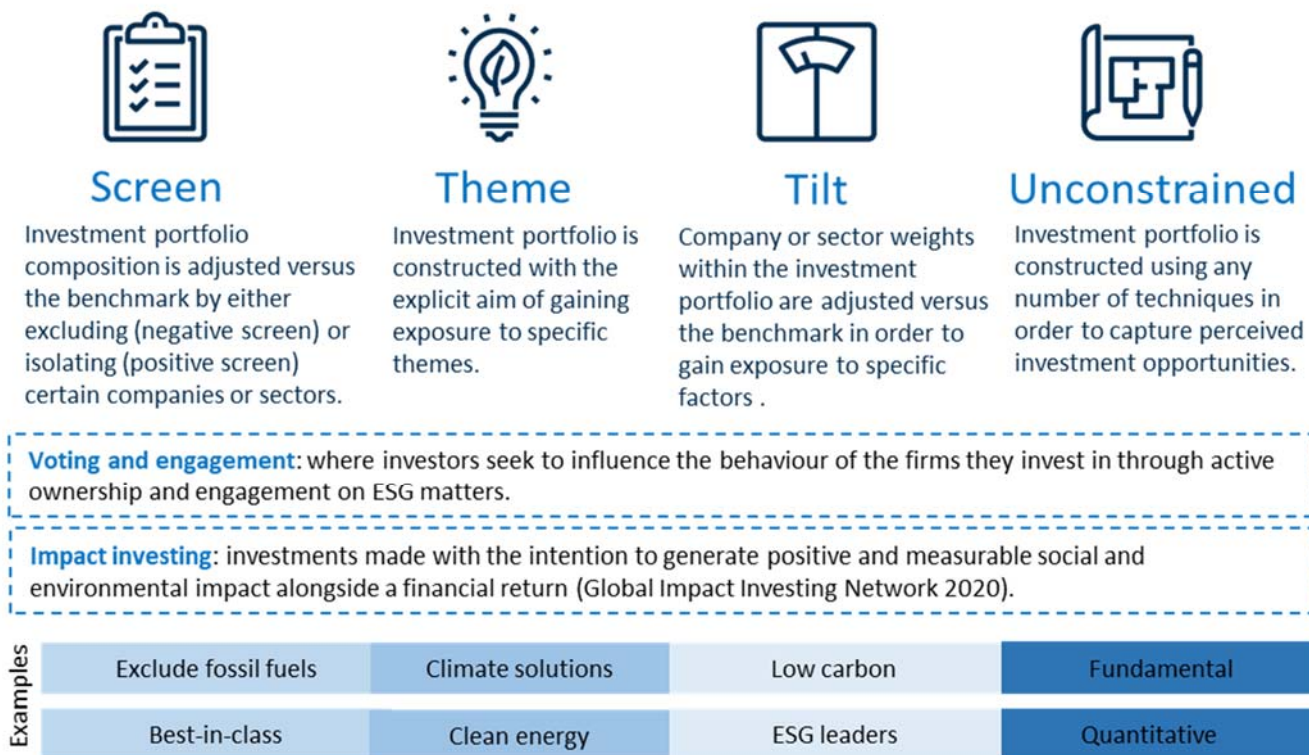 Screen
Investment portfolio
composition is adjusted versus
the benchmark by either
excluding (negative screen) or
isolating (positive screen)
certain companies or sectors.
Theme
Investment portfolio is
constructed with the
explicit aim of gaining
exposure to specific
themes.
Tilt
Company or sector weights
within the investment
portfolio are adjusted versus
the benchmark in order to
gain exposure to specific
factors .
Unconstrained
Investment portfolio is
constructed using any
number of techniques in
order to capture perceived
investment opportunities.
Voting and engagement: where investors seek to influence the behaviour of the firms they invest in through active
ownership and engagement on ESG matters.
Impact investing: investments made with the intention to generate positive and measurable social and
environmental impact alongside a financial return (Global Impact Investing Network 2020).
Examples
Exclude fossil fuels
Climate solutions
Low carbon
Fundamental
Best-in-class
Clean energy
ESG leaders
Quantitative